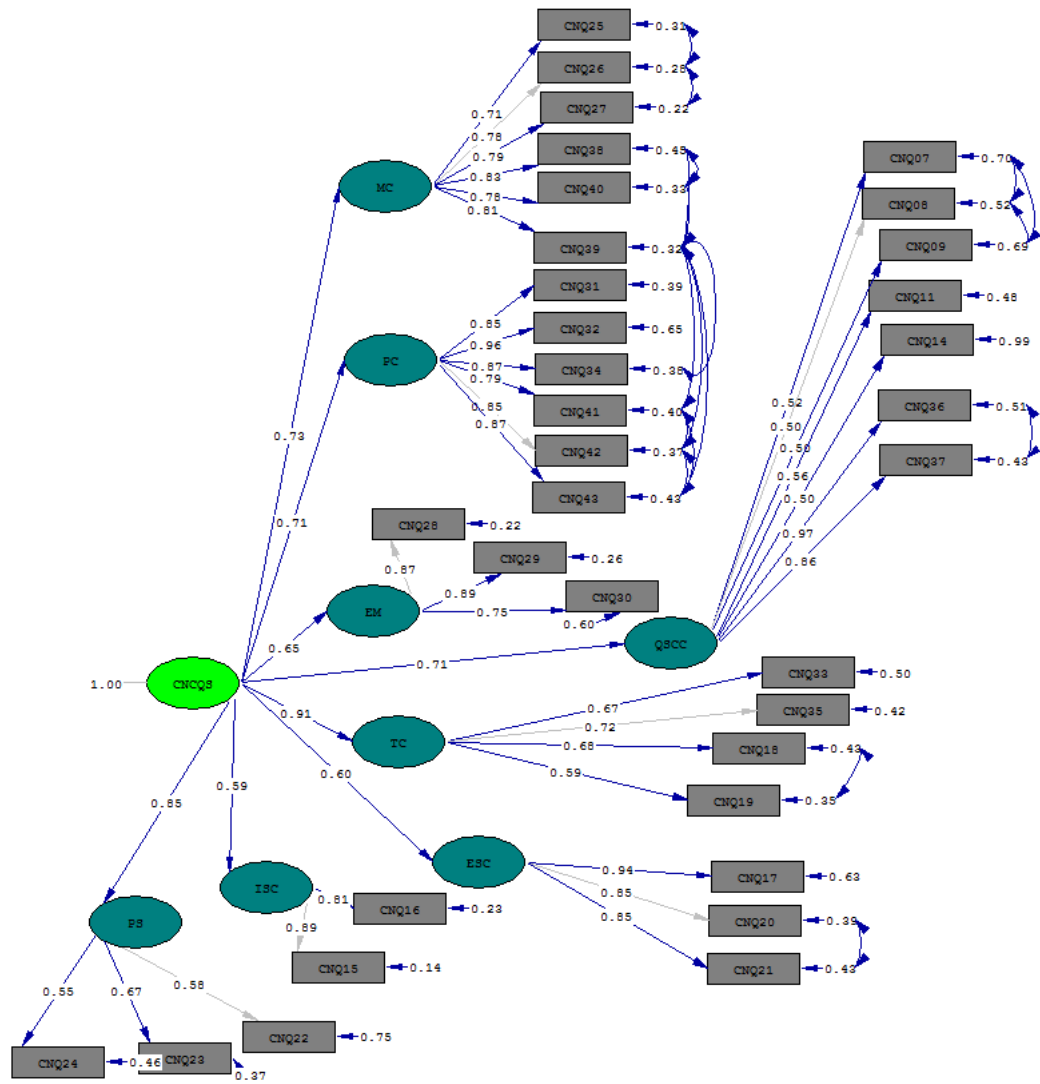 CNQ25 0.31
CNQ26 0.28
CNQ27 0.22
0.71
0.78
0.79
CNQ38 0.45
0.83
MC
CNQ40 0.33
0.78
0.81
CNQ39 0.32
CNQ31 0.39
0.85
CNQ32 0.65
0.96
PC
CNQ34 0.38
0.87
0.79
CNQ41 0.40
0.85
0.87
CNQ42 0.37
CNQ43 0.43
CNQ07 0.70
CNQ08 0.52
CNQ09 0.69
CNQ11 0.48
CNQ14 0.99
CNQ36 0.51
CNQ37 0.43
0.52
0.50
0.50
0.56
0.50
0.97
0.86
0.73
0.71
CNQ28 0.22
CNQ29 0.26
0.87
0.89
CNQ30
0.75
0.60
EM
0.65
QSCC
0.71
CNCQS
1.00
CNQ33 0.50
0.67
CNQ35 0.42
0.72
0.91
TC
0.68
CNQ18 0.43
0.59
CNQ19 0.35
0.60
0.59
0.85
ESC
0.94
CNQ17 0.63
0.85
CNQ20 0.39
0.85
CNQ21 0.43
ISC
0.81
CNQ16 0.23
0.89
CNQ15 0.14
PS
0.55
0.67
0.58
CNQ22 0.75
CNQ24 0.46
CNQ23 0.37